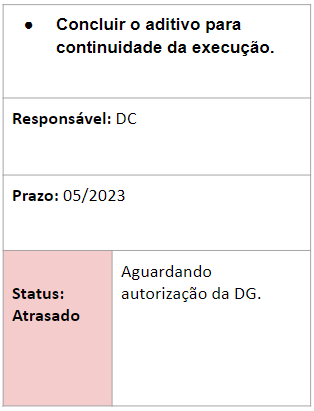 ● Concluir o aditivo para
continuidade da execução.
Responsável: DC
Prazo: 05/2023
Status:
Atrasado
Aguardando
autorização da DG.